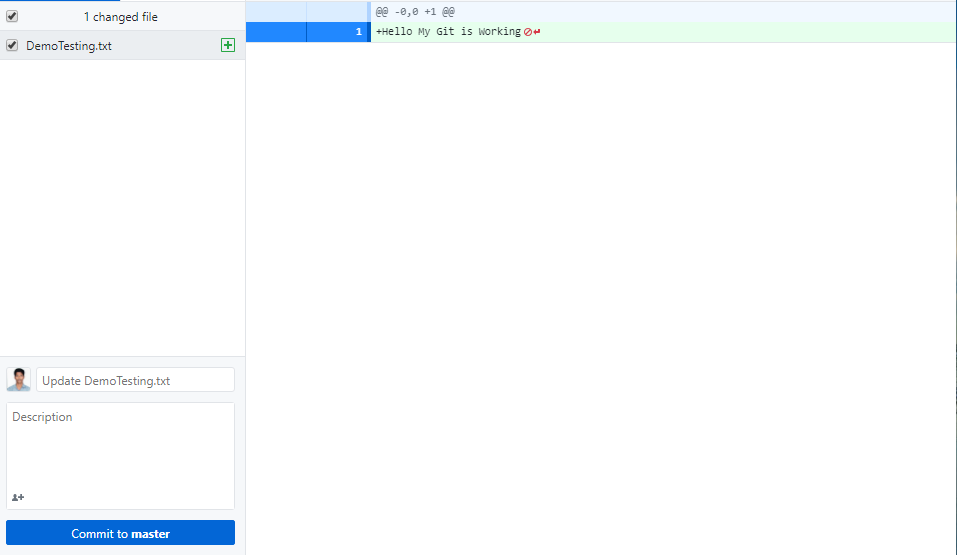 1 changed file
DemoTesting.txt
@@ -0,0 +1 @@
1 +Hello My Git is Working
Update DemoTesting.txt
Description
Commit to master